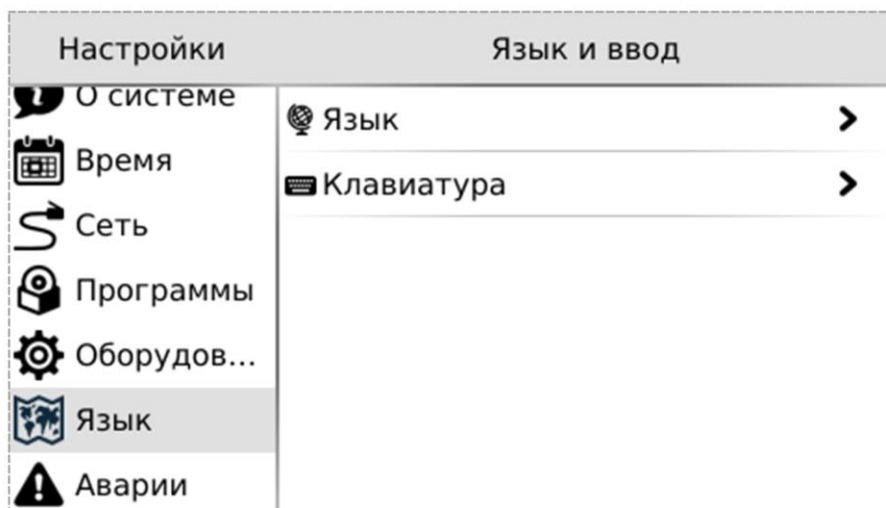 Настройки
Язык и ввод
О системе
Время
Сеть
Программы
Оборудов...
Язык
Аварии
Язык
Клавиатура